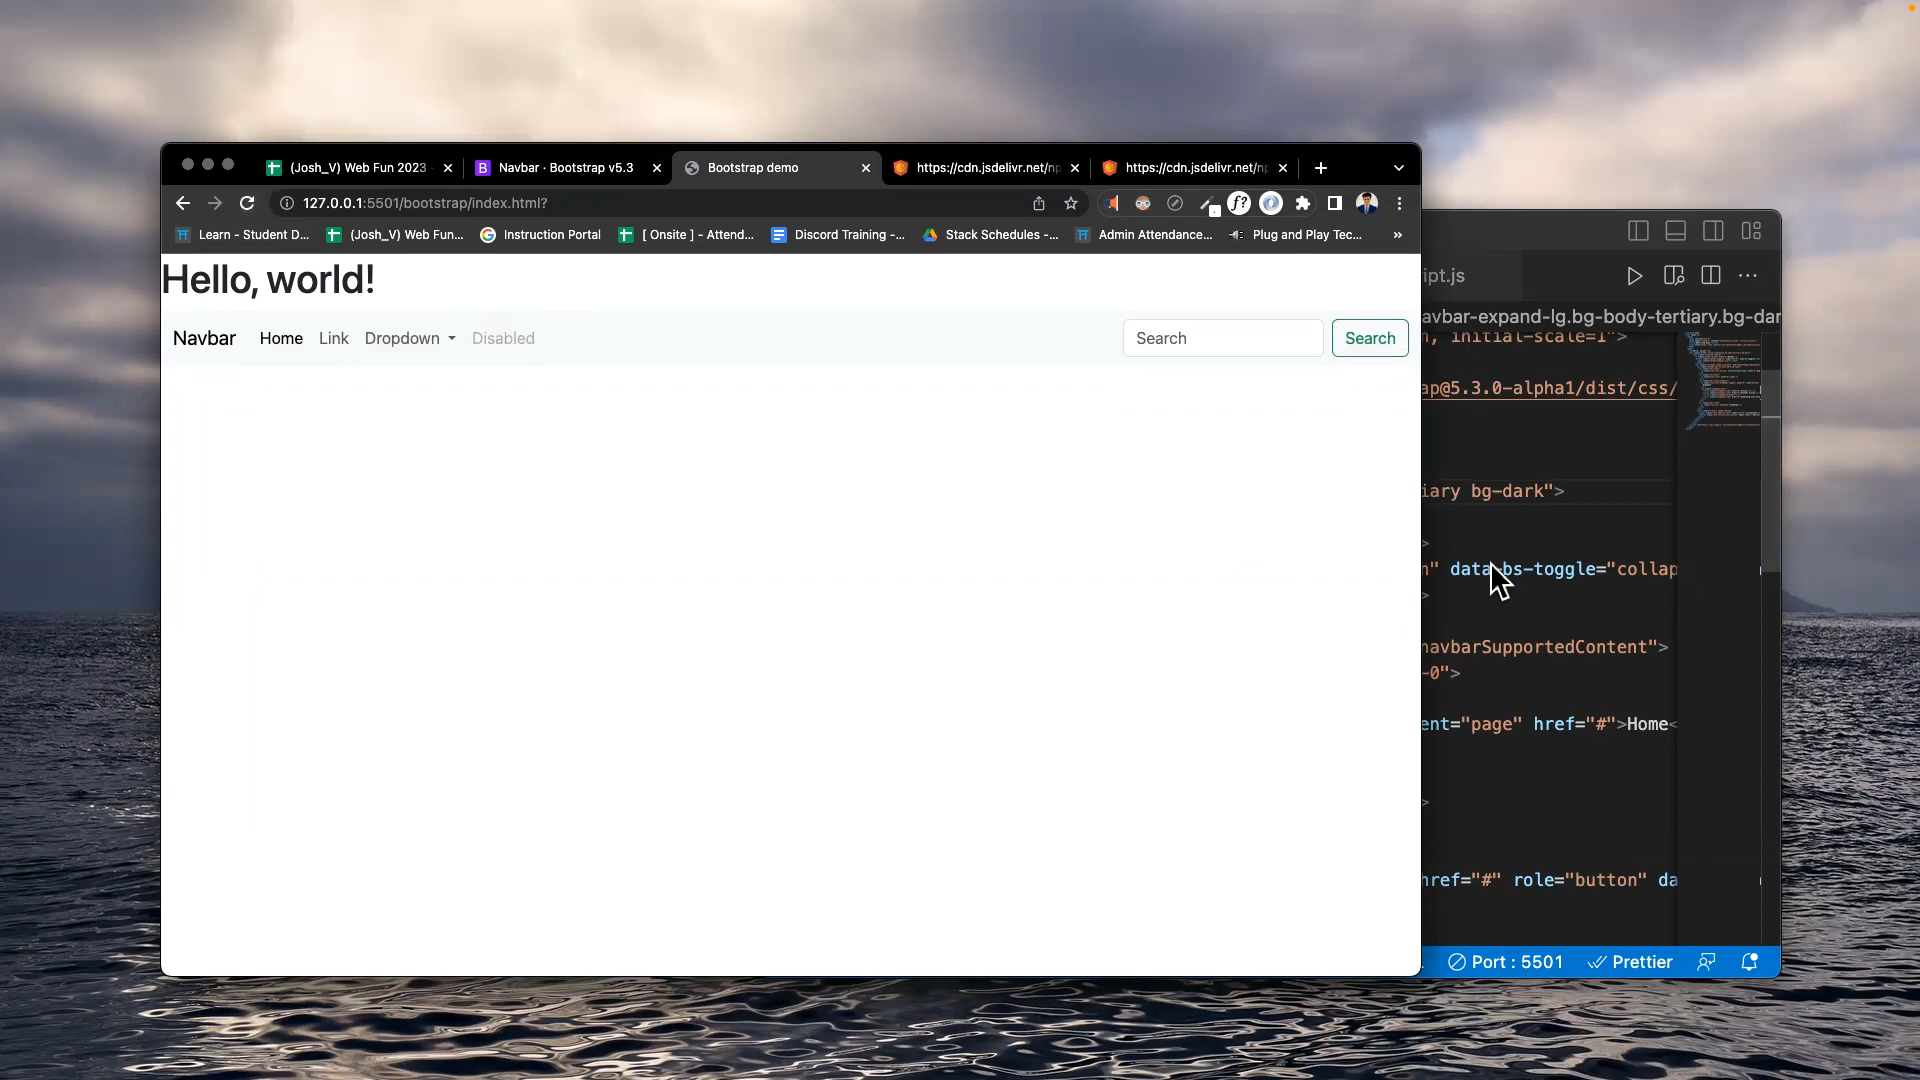 (Josh_V) Web Fun 2023
Navbar · Bootstrap v5.3
Bootstrap demo
https://cdn.jsdelivr.net/np
https://cdn.jsdelivr.net/np
127.0.0.1:5501/bootstrap/index.html?
Learn - Student D...
(Josh_V) Web Fun...
Instruction Portal
[ Onsite ] - Attend...
Discord Training -...
Stack Schedules -...
Admin Attendance...
Plug and Play Tec...
»
Hello, world!
Navbar Home Link Dropdown Disabled
Search
Search
ipt.js
avbar-expand-lg.bg-body-tertiary.bg-dar
, initial-scale=1">
ap@5.3.0-alpha1/dist/css/
iary bg-dark">
>
" data-bs-toggle="collap
>
navbarSupportedContent">
-0">
ent="page" href="#">Home<
>
href="#" role="button" da
Port : 5501
Prettier